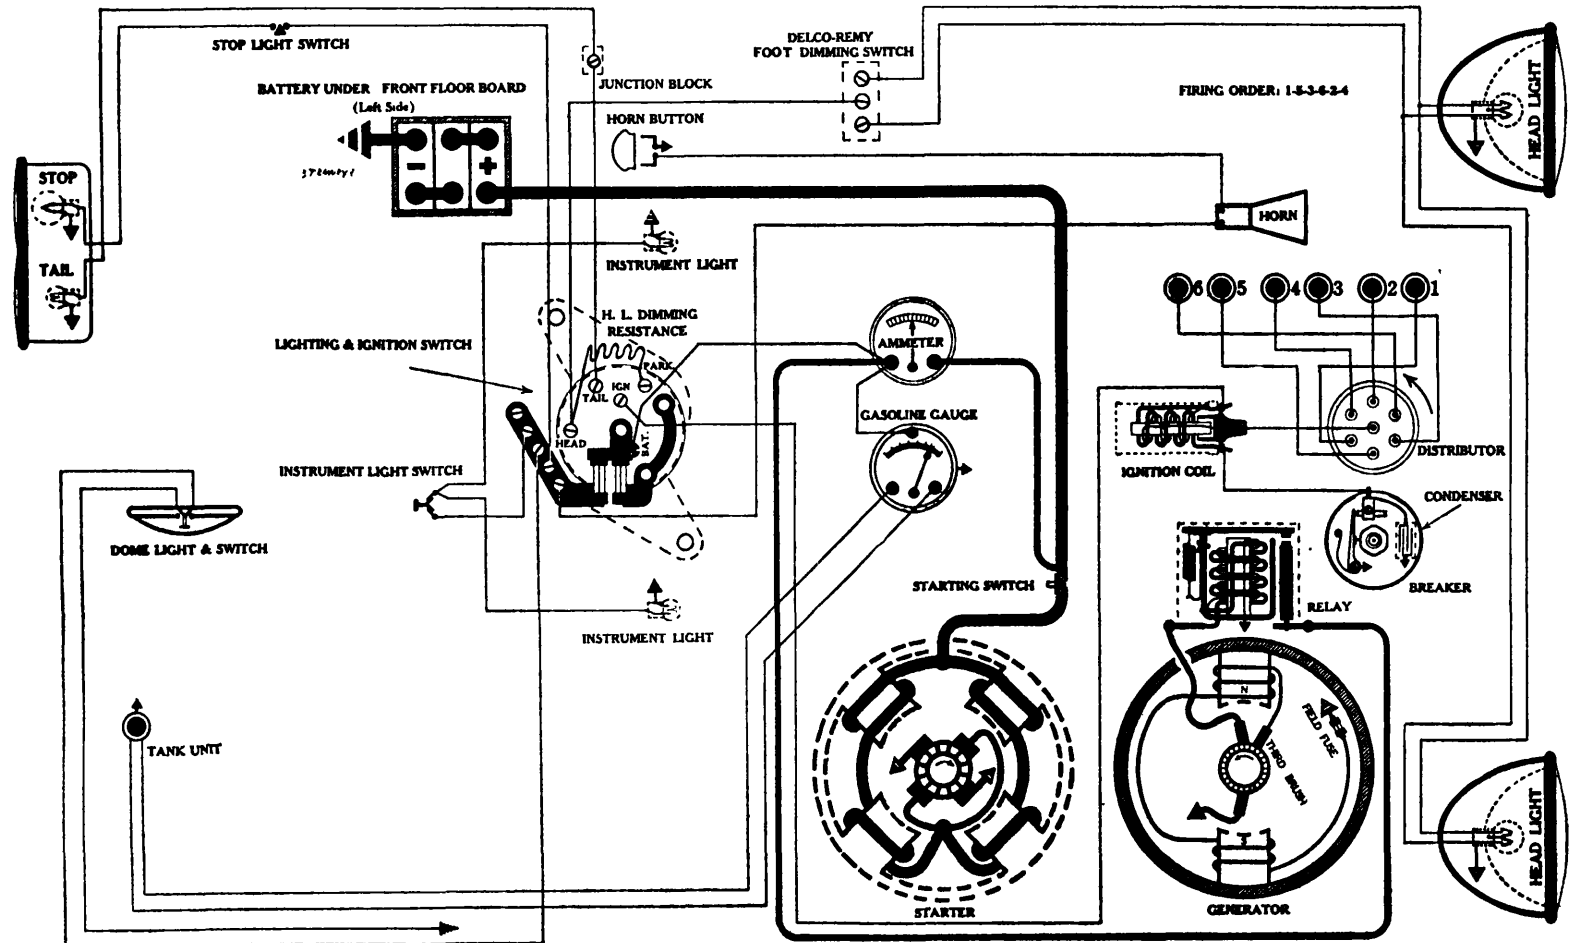 STOP LIGHT SWITCH
DELCO-REMY
FOOT DIMMING SWITCH
BATTERY UNDER FRONT FLOOR BOARD
(Left Side)
JUNCTION BLOCK
FIRING ORDER: 1-5-3-6-2-4
HEAD LIGHT
HORN BUTTON
- +
STOP
HORN
TAIL
INSTRUMENT LIGHT
6 5 4 3 2 1
H. L. DIMMING
RESISTANCE
LIGHTING & IGNITION SWITCH
AMMETER
PARK
IGN
TAIL
GASOLINE GAUGE
HEAD
BAT.
DISTRIBUTOR
INSTRUMENT LIGHT SWITCH
IGNITION COIL
CONDENSER
DOME LIGHT & SWITCH
STARTING SWITCH
BREAKER
RELAY
INSTRUMENT LIGHT
N
FIELD FUSE
TANK UNIT
THIRD BRUSH
HEAD LIGHT
S
STARTER
GENERATOR